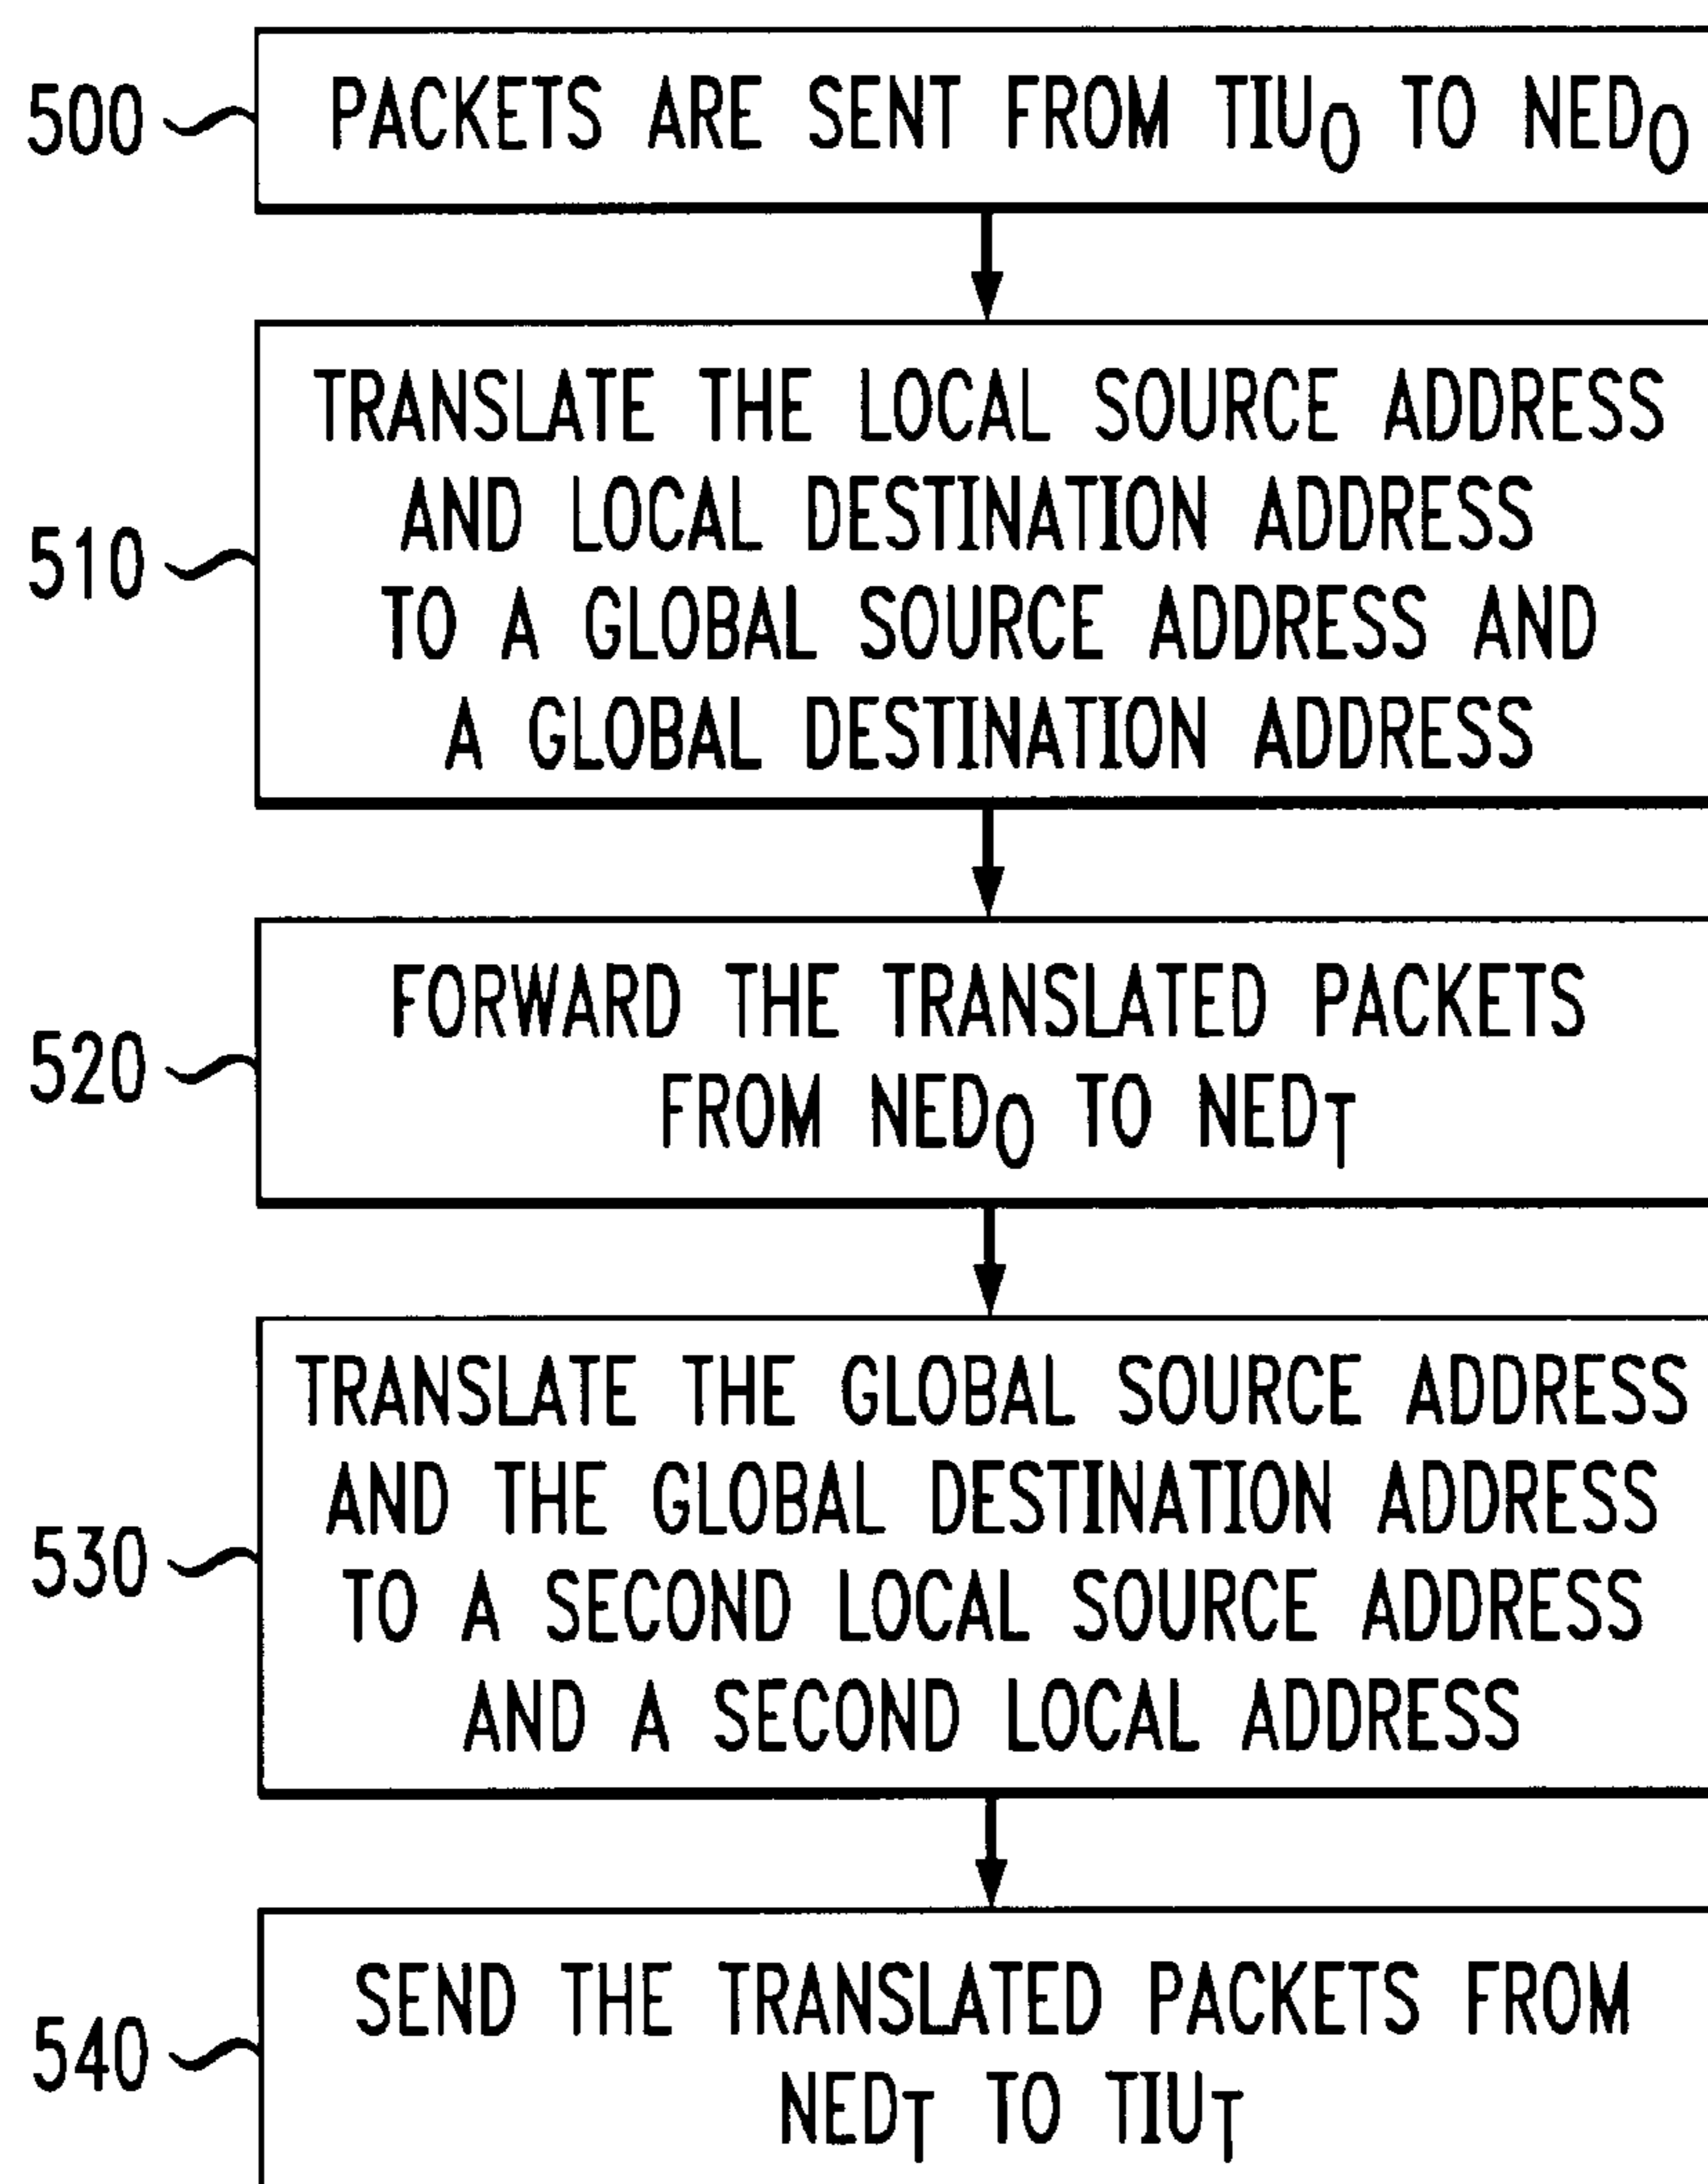 500
PACKETS ARE SENT FROM TIUO TO NEDO
510
TRANSLATE THE LOCAL SOURCE ADDRESS
AND LOCAL DESTINATION ADDRESS
TO A GLOBAL SOURCE ADDRESS AND
A GLOBAL DESTINATION ADDRESS
520
FORWARD THE TRANSLATED PACKETS
FROM NEDO TO NEDT
530
TRANSLATE THE GLOBAL SOURCE ADDRESS
AND THE GLOBAL DESTINATION ADDRESS
TO A SECOND LOCAL SOURCE ADDRESS
AND A SECOND LOCAL ADDRESS
540
SEND THE TRANSLATED PACKETS FROM
NEDT TO TIUT